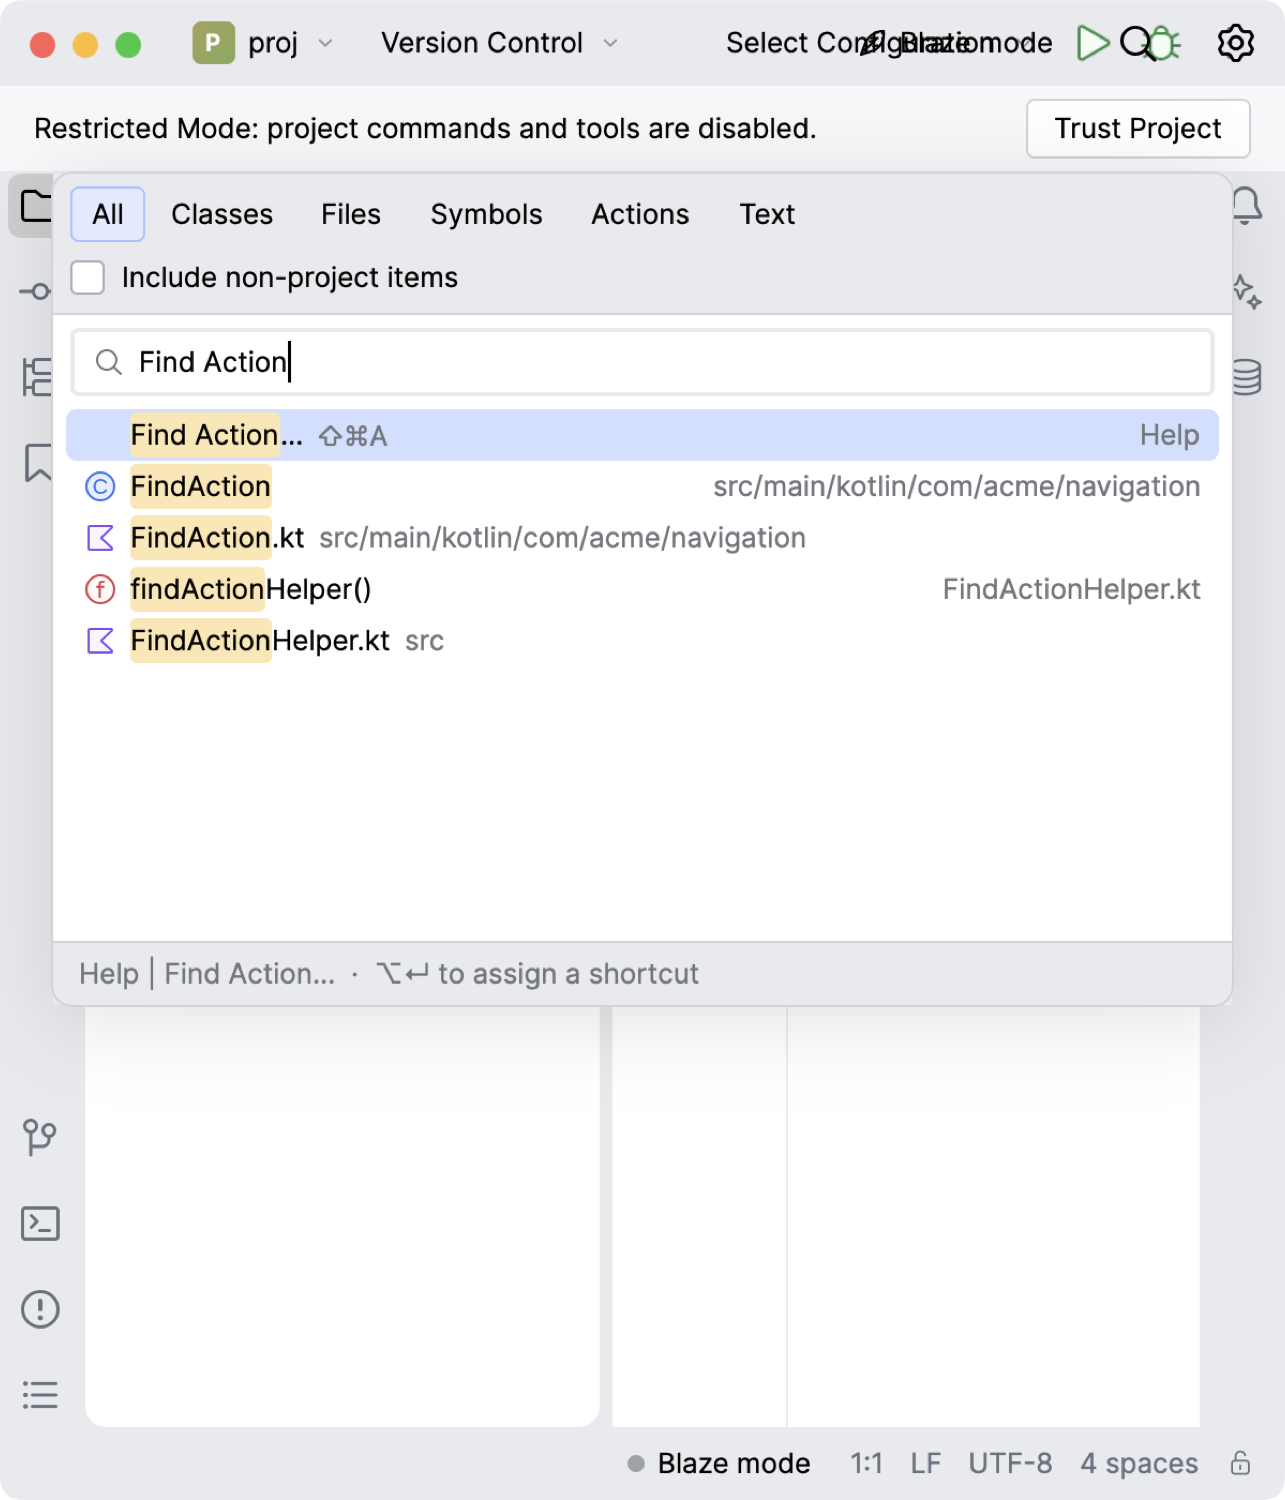 P proj Version Control Select Configuration Blaze mode
Restricted Mode: project commands and tools are disabled. Trust Project
All Classes Files Symbols Actions Text
Include non-project items
Find Action
Find Action... ⇧⌘A Help
C FindAction src/main/kotlin/com/acme/navigation
FindAction.kt src/main/kotlin/com/acme/navigation
f findActionHelper() FindActionHelper.kt
FindActionHelper.kt src
Help | Find Action... · ⌥↵ to assign a shortcut
Blaze mode 1:1 LF UTF-8 4 spaces